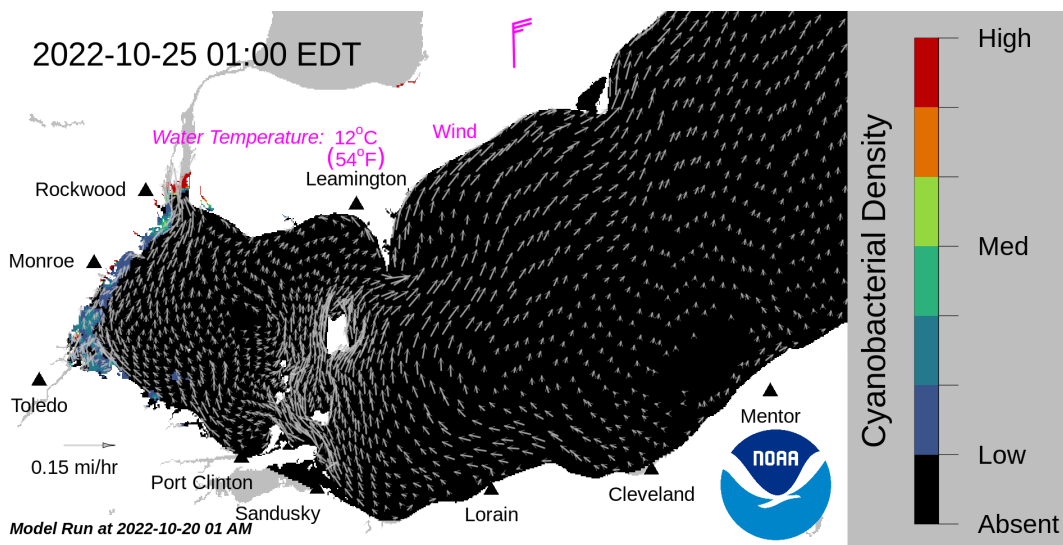 2022-10-25 01:00 EDT
Water Temperature: 12°C
(54°F)
Wind
Leamington
Rockwood
Monroe
Toledo
0.15 mi/hr
Port Clinton
Sandusky
Lorain
Cleveland
Mentor
NOAA
Model Run at 2022-10-20 01 AM
Cyanobacterial Density
High
Med
Low
Absent